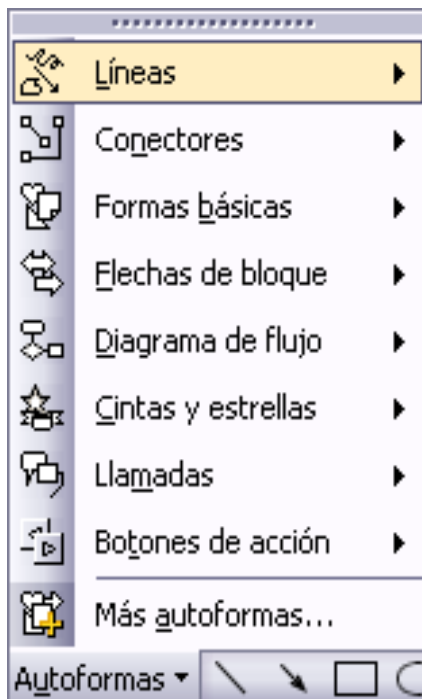 Líneas
Conectores
Formas básicas
Flechas de bloque
Diagrama de flujo
Cintas y estrellas
Llamadas
Botones de acción
Más autoformas...
Autoformas